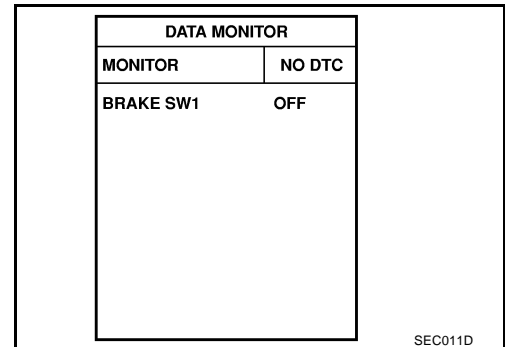 DATA MONITOR
MONITOR NO DTC
BRAKE SW1 OFF
SEC011D